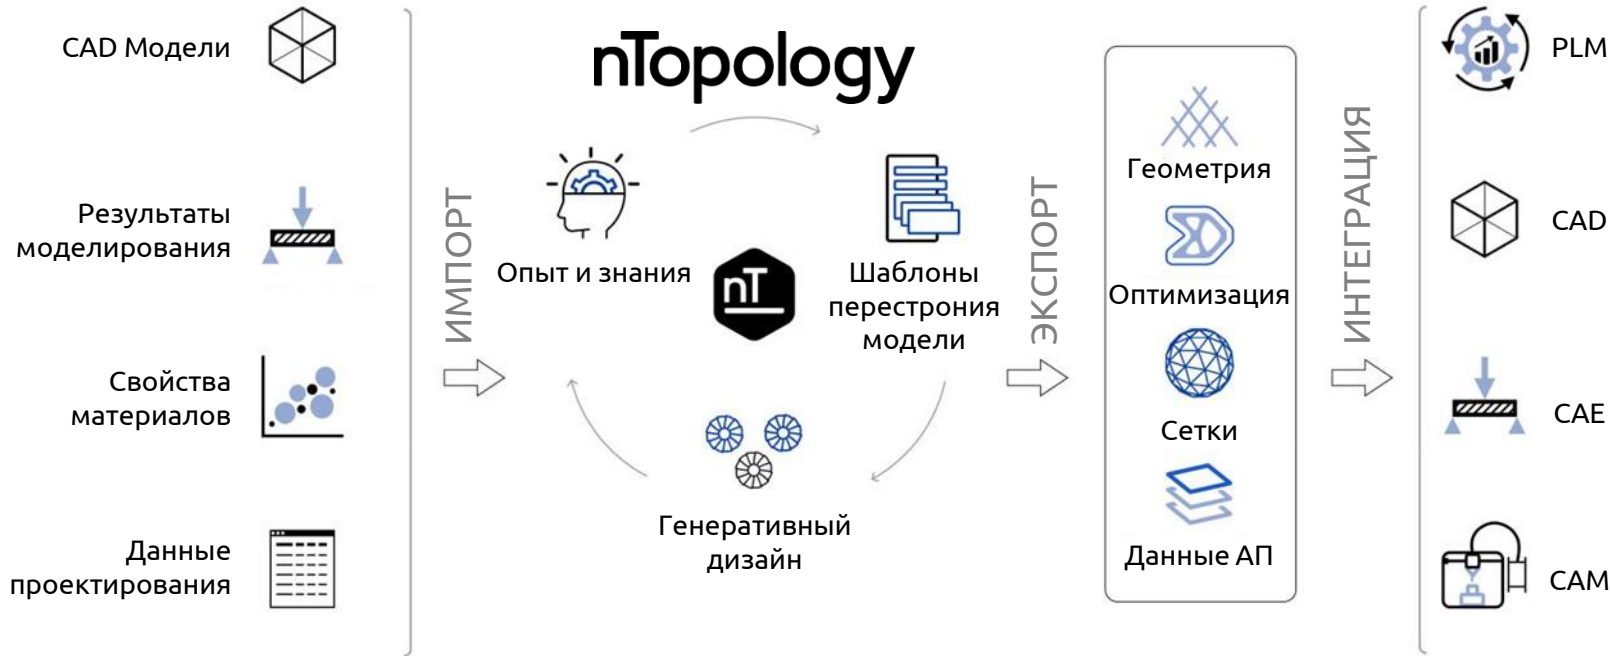 CAD Модели
Результаты
моделирования
Свойства
материалов
Данные
проектирования
ИМПОРТ
nTopology
Опыт и знания
nT
Шаблоны
перестрония
модели
Генеративный
дизайн
ЭКСПОРТ
Геометрия
Оптимизация
Сетки
Данные АП
ИНТЕГРАЦИЯ
PLM
CAD
CAE
CAM